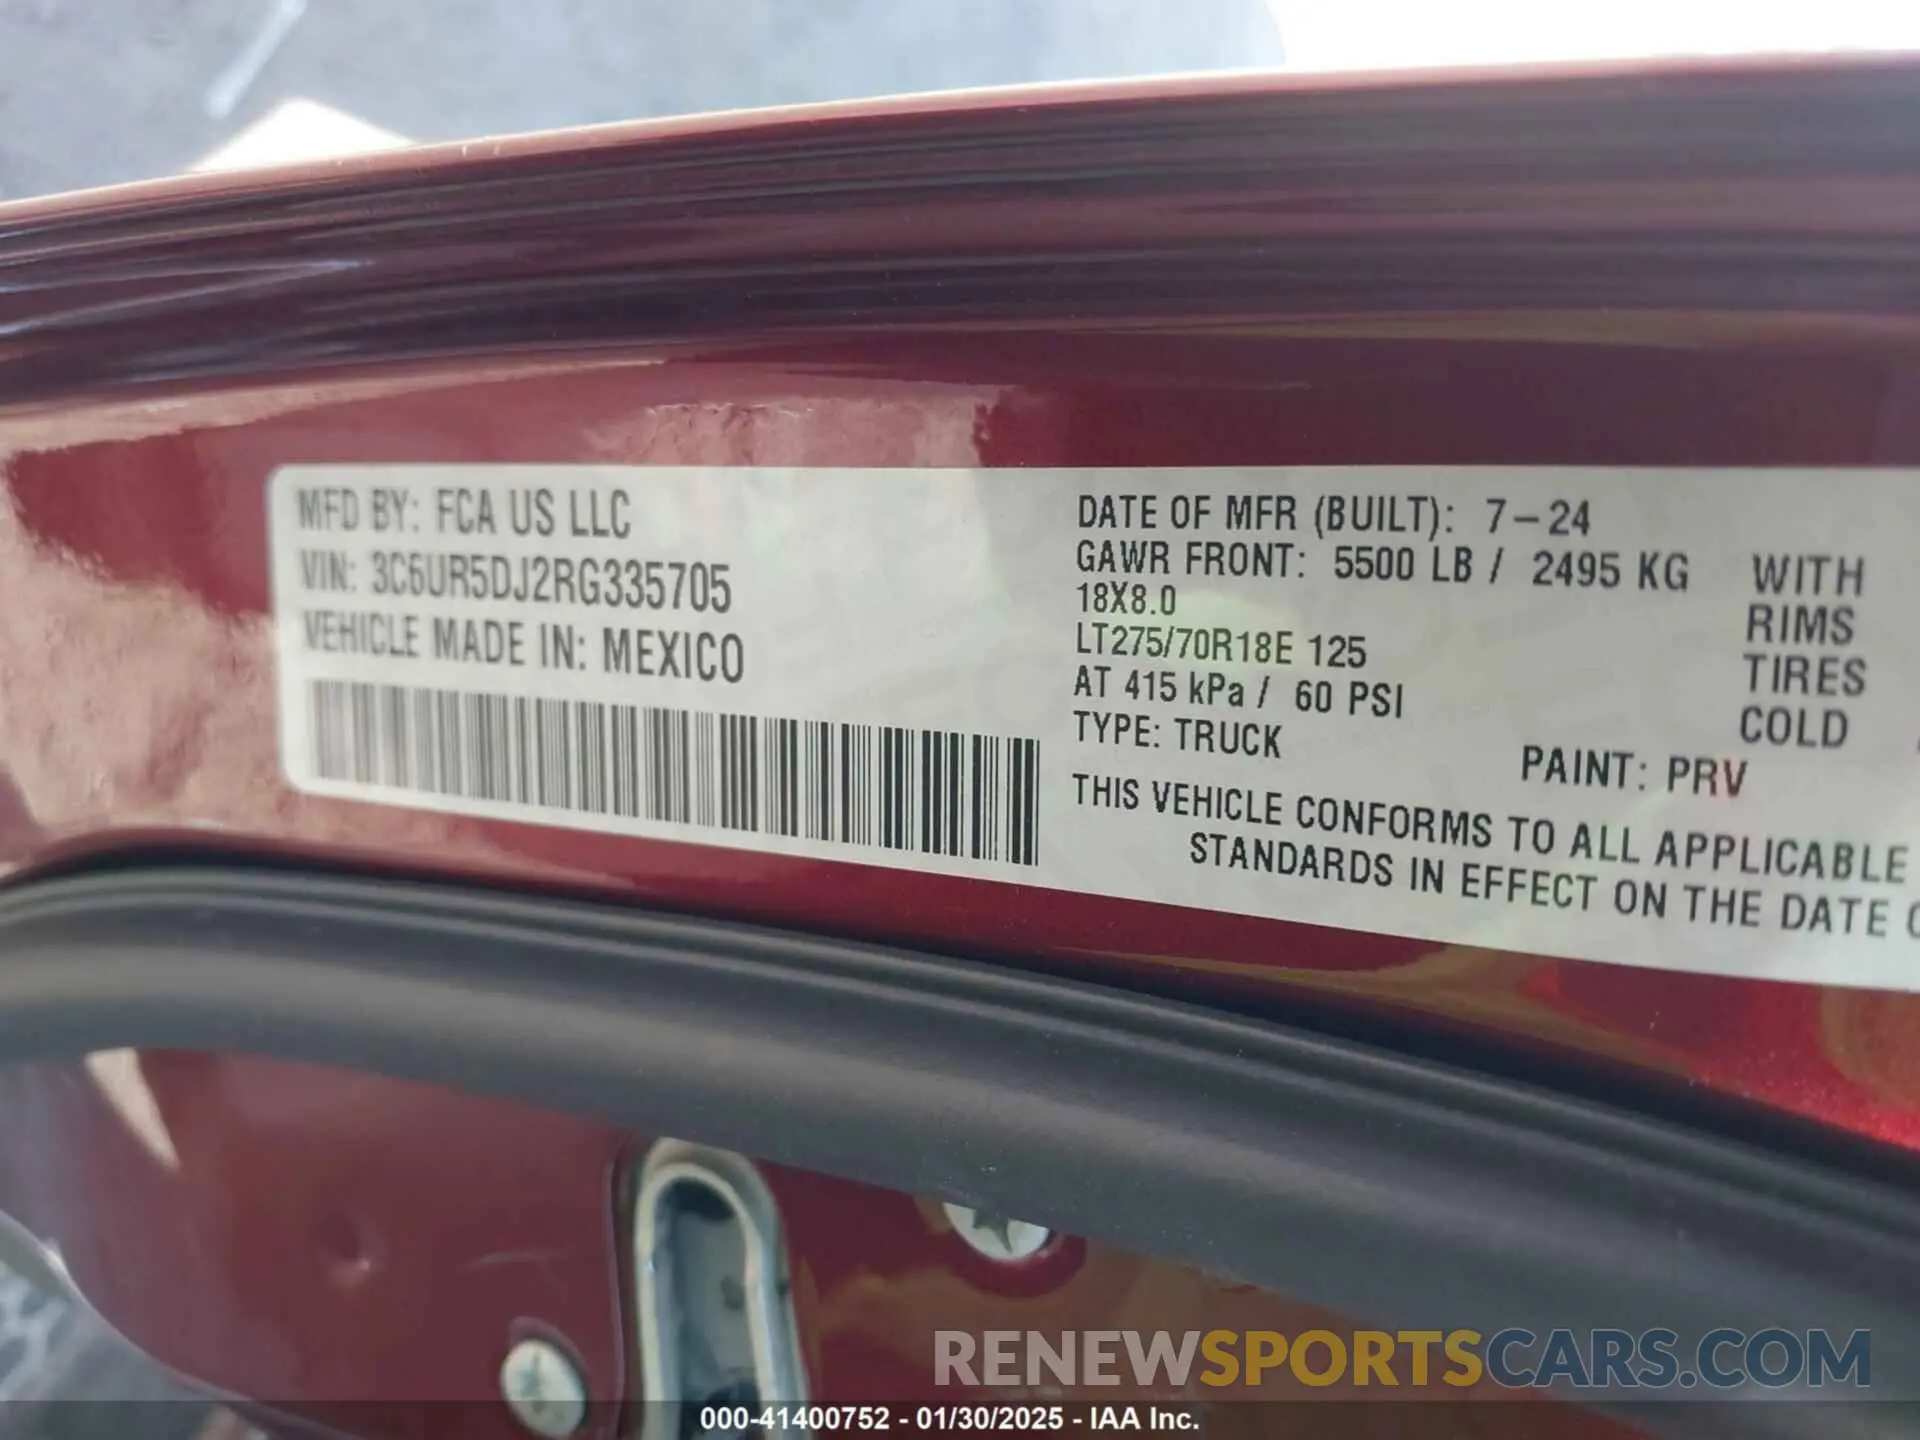 MFD BY: FCA US LLC
VIN: 3C6UR5DJ2RG335705
VEHICLE MADE IN: MEXICO
DATE OF MFR (BUILT): 7-24
GAWR FRONT: 5500 LB / 2495 KG WITH
18X8.0 RIMS
LT275/70R18E 125 TIRES
AT 415 kPa / 60 PSI COLD
TYPE: TRUCK PAINT: PRV
THIS VEHICLE CONFORMS TO ALL APPLICABLE
STANDARDS IN EFFECT ON THE DATE
RENEWSPORTSCARS.COM
000-41400752 - 01/30/2025 - IAA Inc.